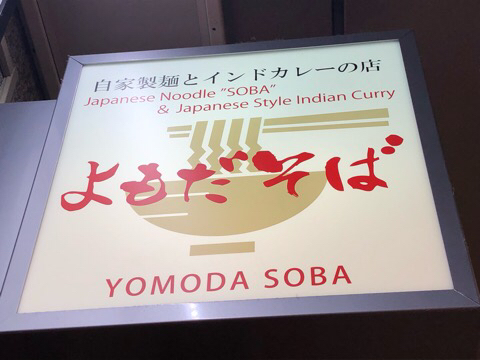 自家製麺とインドカレーの店
Japanese Noodle "SOBA"
& Japanese Style Indian Curry
よもだそば
YOMODA SOBA